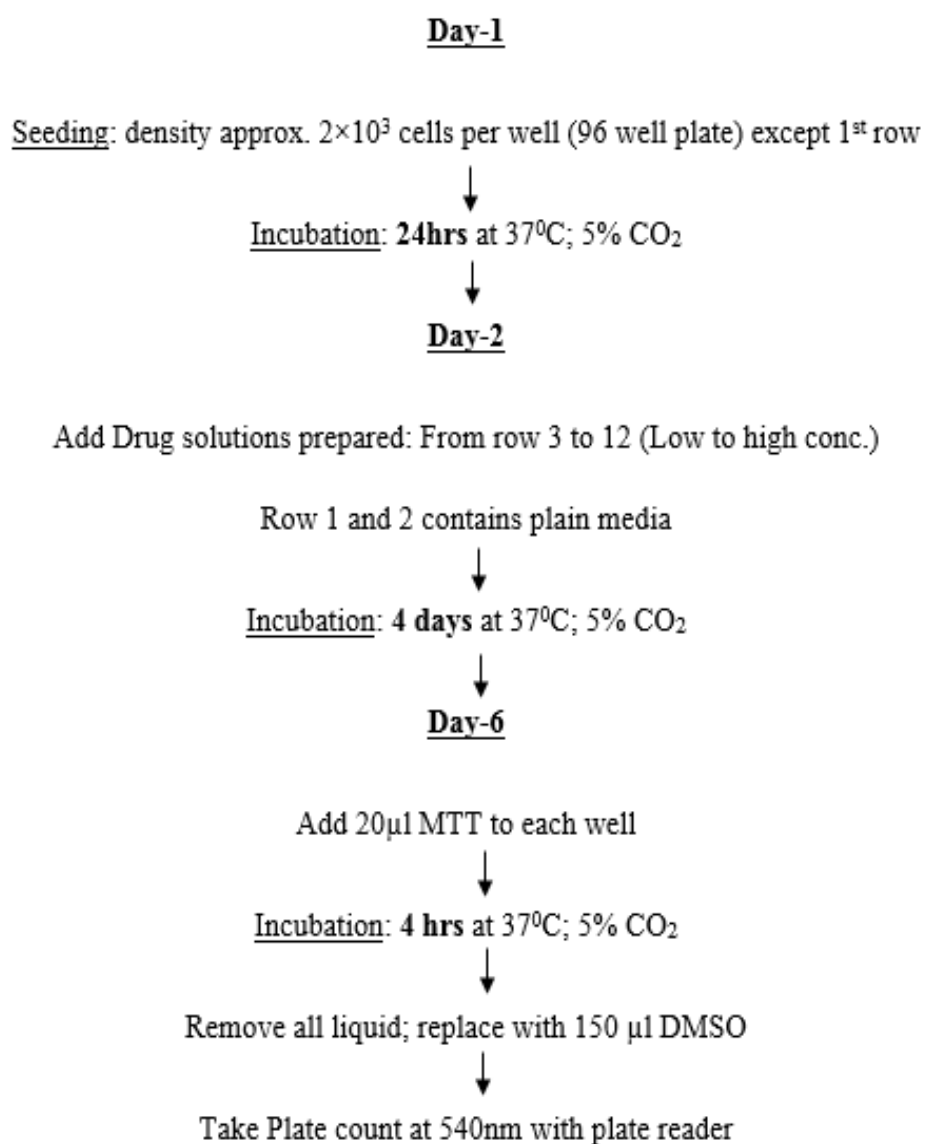 Day-1
Seeding: density approx. 2×10³ cells per well (96 well plate) except 1ˢᵗ row
Incubation: 24hrs at 37⁰C; 5% CO₂
Day-2
Add Drug solutions prepared: From row 3 to 12 (Low to high conc.)
Row 1 and 2 contains plain media
Incubation: 4 days at 37⁰C; 5% CO₂
Day-6
Add 20µl MTT to each well
Incubation: 4 hrs at 37⁰C; 5% CO₂
Remove all liquid; replace with 150 µl DMSO
Take Plate count at 540nm with plate reader